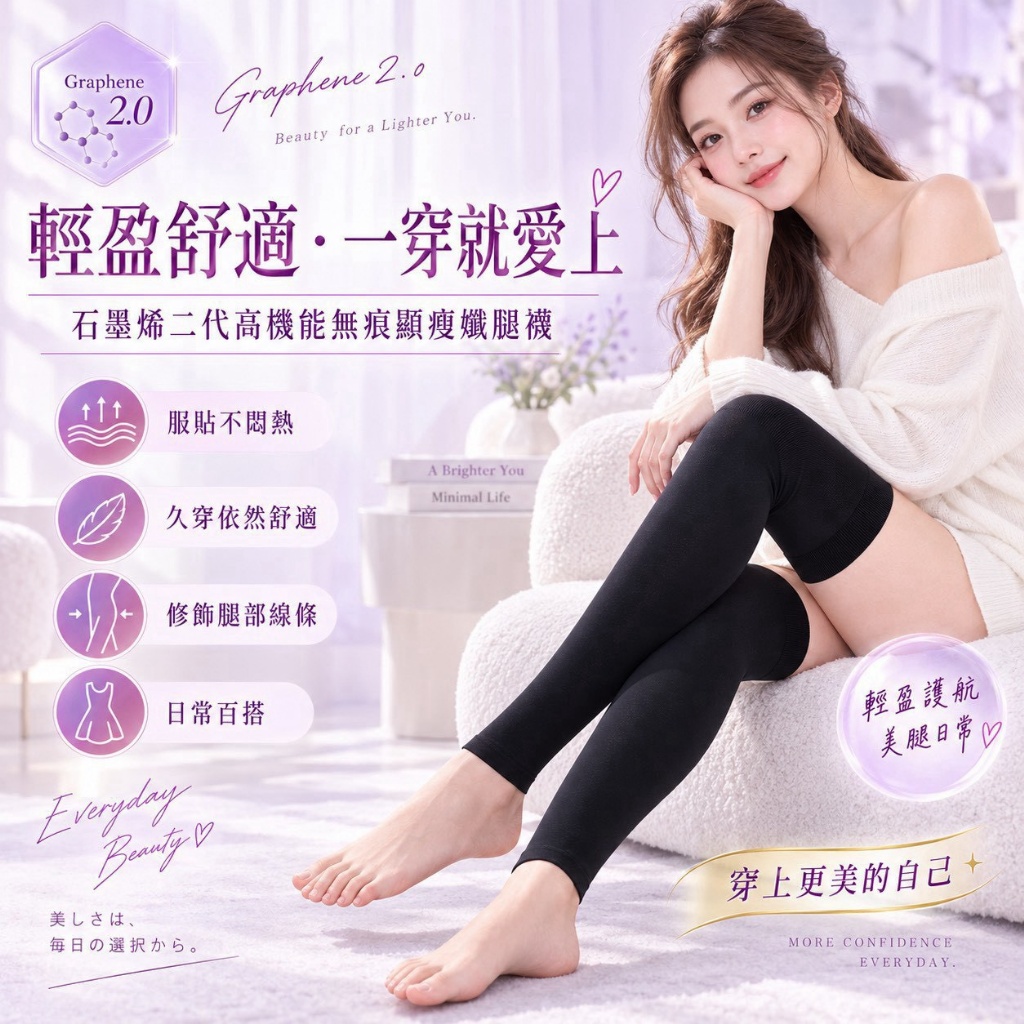 Graphene
2.0
Graphene 2.0
Beauty for a Lighter You.
輕盈舒適·一穿就愛上
石墨烯二代高機能無痕顯瘦孅腿襪
服貼不悶熱
久穿依然舒適
修飾腿部線條
日常百搭
A Brighter You
Minimal Life
輕盈護航
美腿日常
Everyday
Beauty
美しさは、
毎日の選択から。
穿上更美的自己
MORE CONFIDENCE
EVERYDAY.